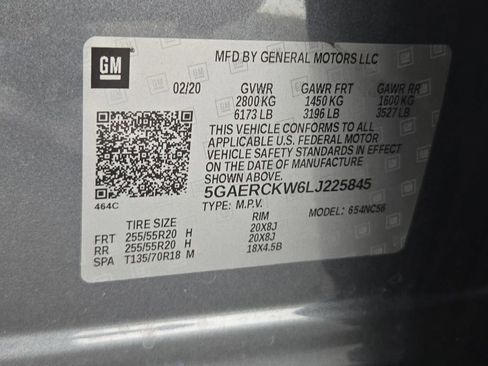 GM
MFD BY GENERAL MOTORS LLC
02/20 GVWR GAWR FRT GAWR RR
2800 KG 1450 KG 1600 KG
6173 LB 3196 LB 3527 LB
THIS VEHICLE CONFORMS TO ALL
APPLICABLE U.S. FEDERAL MOTOR
VEHICLE SAFETY STANDARDS IN EFFECT
ON THE DATE OF MANUFACTURE
SHOWN ABOVE.
464C 5GAERCKW6LJ225845
TYPE: M.P.V. MODEL: 654NC56
TIRE SIZE RIM
FRT 255/55R20 H 20X8J
RR 255/55R20 H 20X8J
SPA T135/70R18 M 18X4.5B